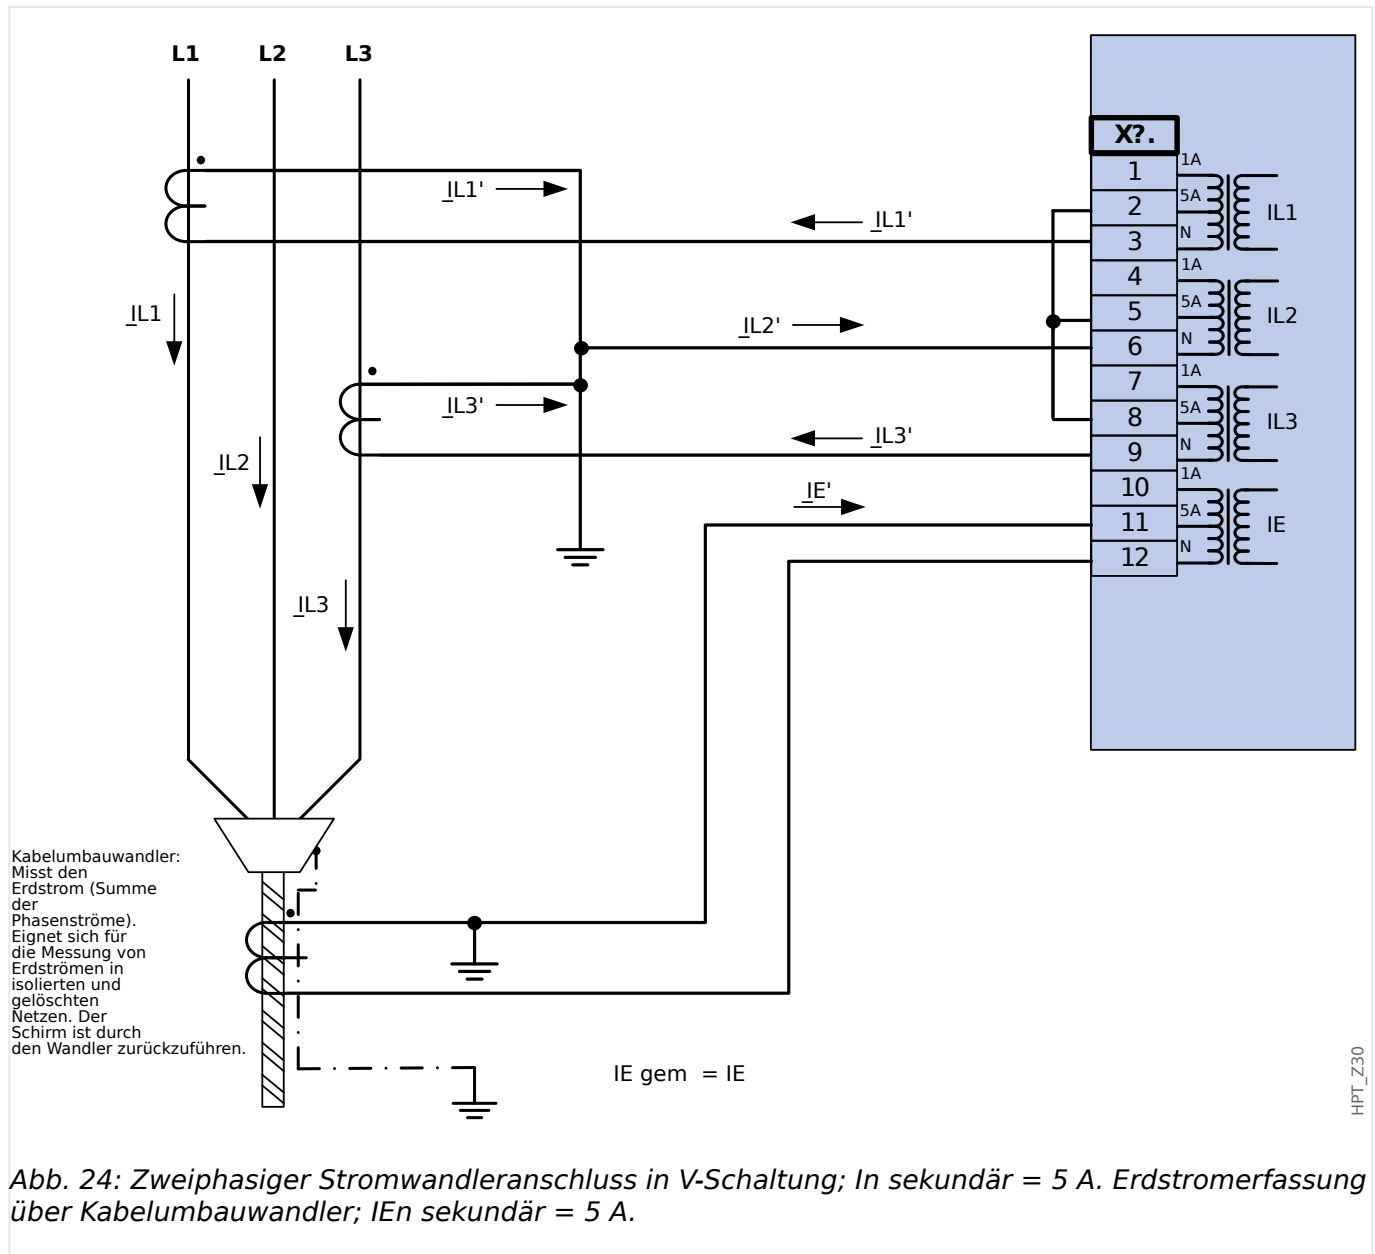 L1 L2 L3
X?.
1 1A
2 5A IL1
3 N
4 1A
5 5A IL2
6 N
7 1A
8 5A IL3
9 N
10 1A
11 5A IE
12 N
IL1'
IL1'
IL1
IL2'
IL3'
IL3'
IL2
IE'
IL3
Kabelumbauwandler:
Misst den
Erdstrom (Summe
der
Phasenströme).
Eignet sich für
die Messung von
Erdströmen in
isolierten und
gelöschten
Netzen. Der
Schirm ist durch
den Wandler zurückzuführen.
IE gem = IE
HPT_Z30
Abb. 24: Zweiphasiger Stromwandleranschluss in V-Schaltung; In sekundär = 5 A. Erdstromerfassung
über Kabelumbauwandler; IEn sekundär = 5 A.